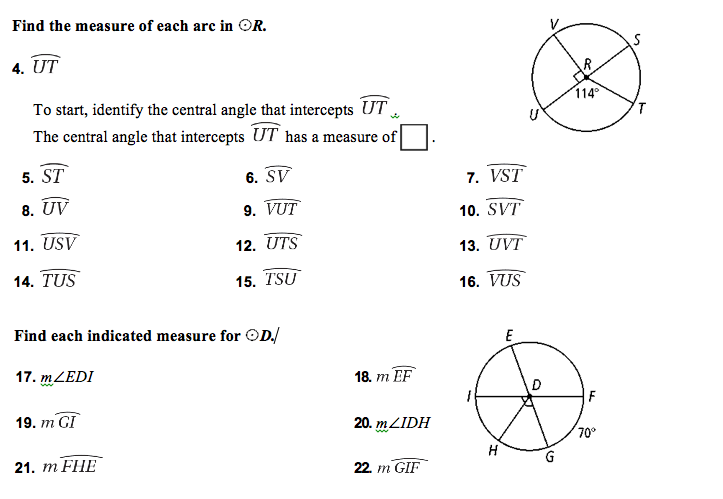 Find the measure of each arc in ⊙R.
4. UT
To start, identify the central angle that intercepts UT.
The central angle that intercepts UT has a measure of □.
V
S
R
114°
U
T
5. ST
6. SV
7. VST
8. UV
9. VUT
10. SVT
11. USV
12. UTS
13. UVT
14. TUS
15. TSU
16. VUS
Find each indicated measure for ⊙D./
17. m∠EDI
18. m EF
19. m GI
20. m∠IDH
21. m FHE
22. m GIF
E
D
I
F
70°
H
G